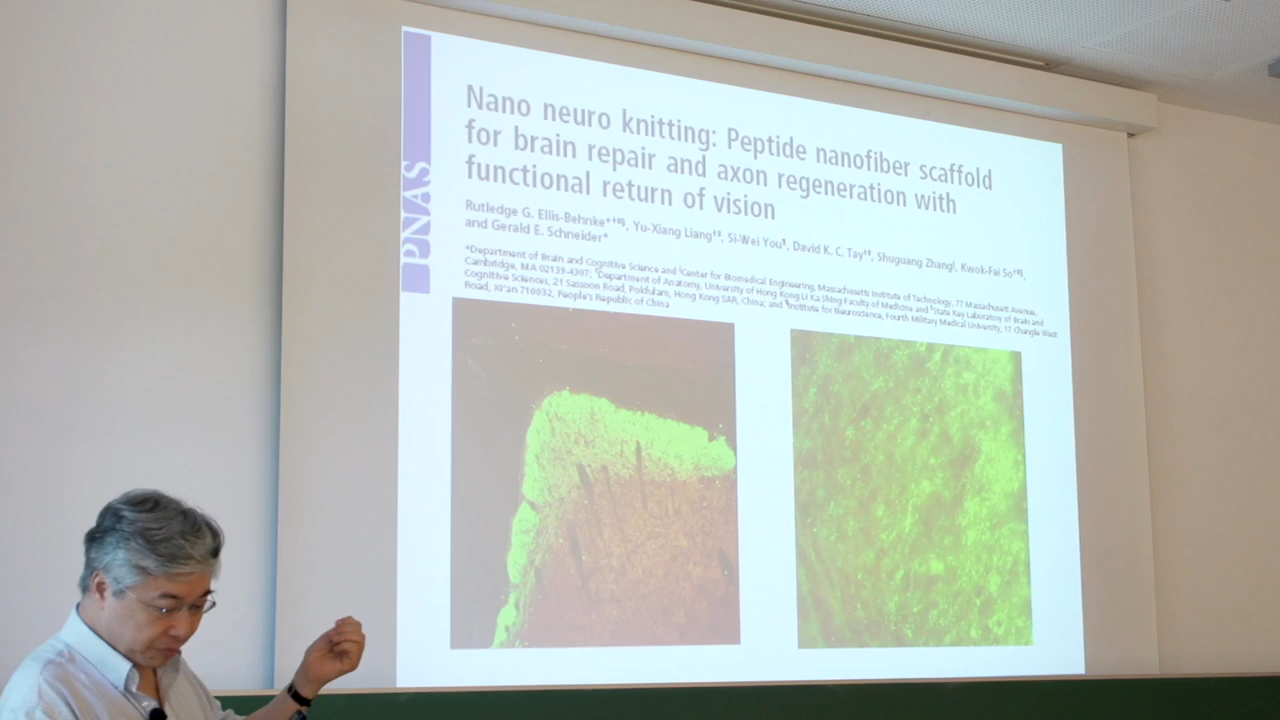 PNAS
Nano neuro knitting: Peptide nanofiber scaffold
for brain repair and axon regeneration with
functional return of vision
Rutledge G. Ellis-Behnke*†‡§, Yu-Xiang Liang†‡, Si-Wei You¶, David K. C. Tay†‡, Shuguang Zhang‖, Kwok-Fai So†‡§,
and Gerald E. Schneider*
*Department of Brain and Cognitive Science and ‖Center for Biomedical Engineering, Massachusetts Institute of Technology, 77 Massachusett Avenue,
Cambridge, MA 02139-4307; †Department of Anatomy, University of Hong Kong Li Ka Shing Faculty of Medicine and ‡State Key Laboratory of Brain and
Cognitive Sciences, 21 Sassoon Road, Pokfulam, Hong Kong SAR, China; and ¶Institute for Neuroscience, Fourth Military Medical University, 17 Changle West
Road, Xi'an 710032, People's Republic of China